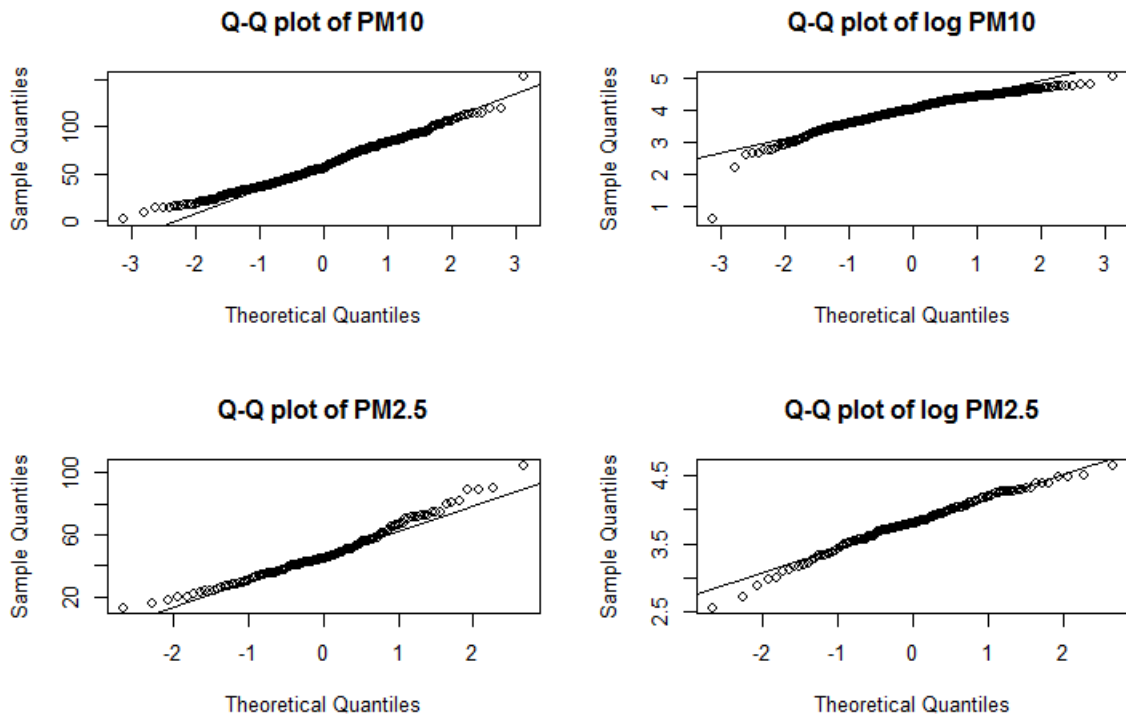 Q-Q plot of PM10
Sample Quantiles
0 50 100
-3 -2 -1 0 1 2 3
Theoretical Quantiles
Q-Q plot of log PM10
Sample Quantiles
1 2 3 4 5
-3 -2 -1 0 1 2 3
Theoretical Quantiles
Q-Q plot of PM2.5
Sample Quantiles
20 60 100
-2 -1 0 1 2
Theoretical Quantiles
Q-Q plot of log PM2.5
Sample Quantiles
2.5 3.5 4.5
-2 -1 0 1 2
Theoretical Quantiles